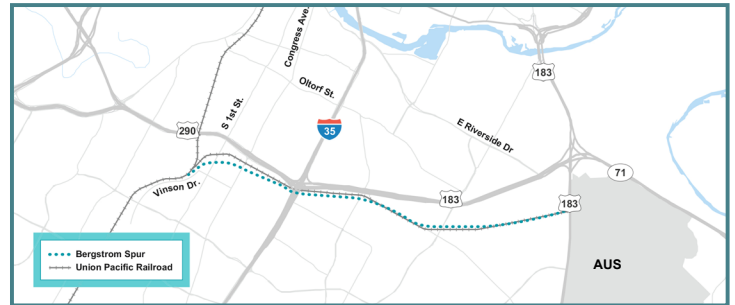 Congress Ave.
183
Oltorf St.
S 1st St.
290
35
E Riverside Dr
71
Vinson Dr.
183
183
AUS
Bergstrom Spur
Union Pacific Railroad